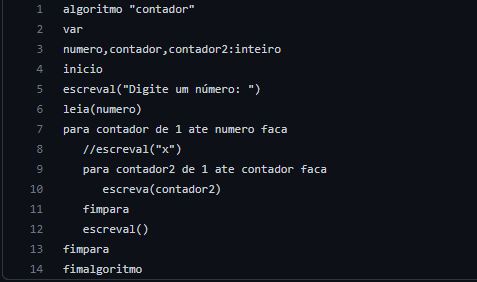 1 algoritmo "contador"
2 var
3 numero,contador,contador2:inteiro
4 inicio
5 escreval("Digite um número: ")
6 leia(numero)
7 para contador de 1 ate numero faca
8 //escreval("x")
9 para contador2 de 1 ate contador faca
10 escreva(contador2)
11 fimpara
12 escreval()
13 fimpara
14 fimalgoritmo